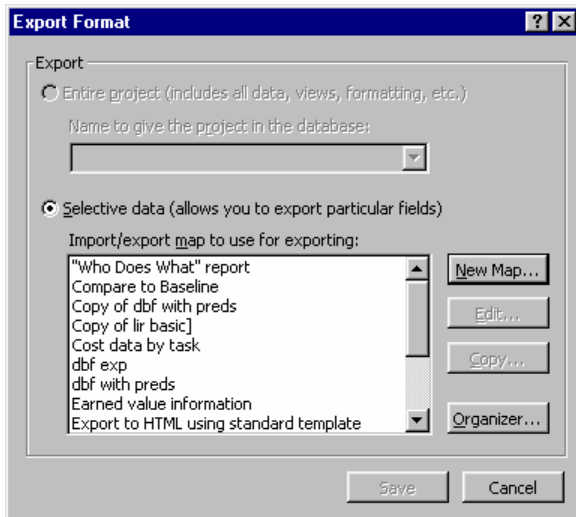 Export Format
Export
Entire project (includes all data, views, formatting, etc.)
Name to give the project in the database:
Selective data (allows you to export particular fields)
Import/export map to use for exporting:
"Who Does What" report
Compare to Baseline
Copy of dbf with preds
Copy of lir basic]
Cost data by task
dbf exp
dbf with preds
Earned value information
Export to HTML using standard template
New Map...
Edit...
Copy...
Organizer...
Save
Cancel